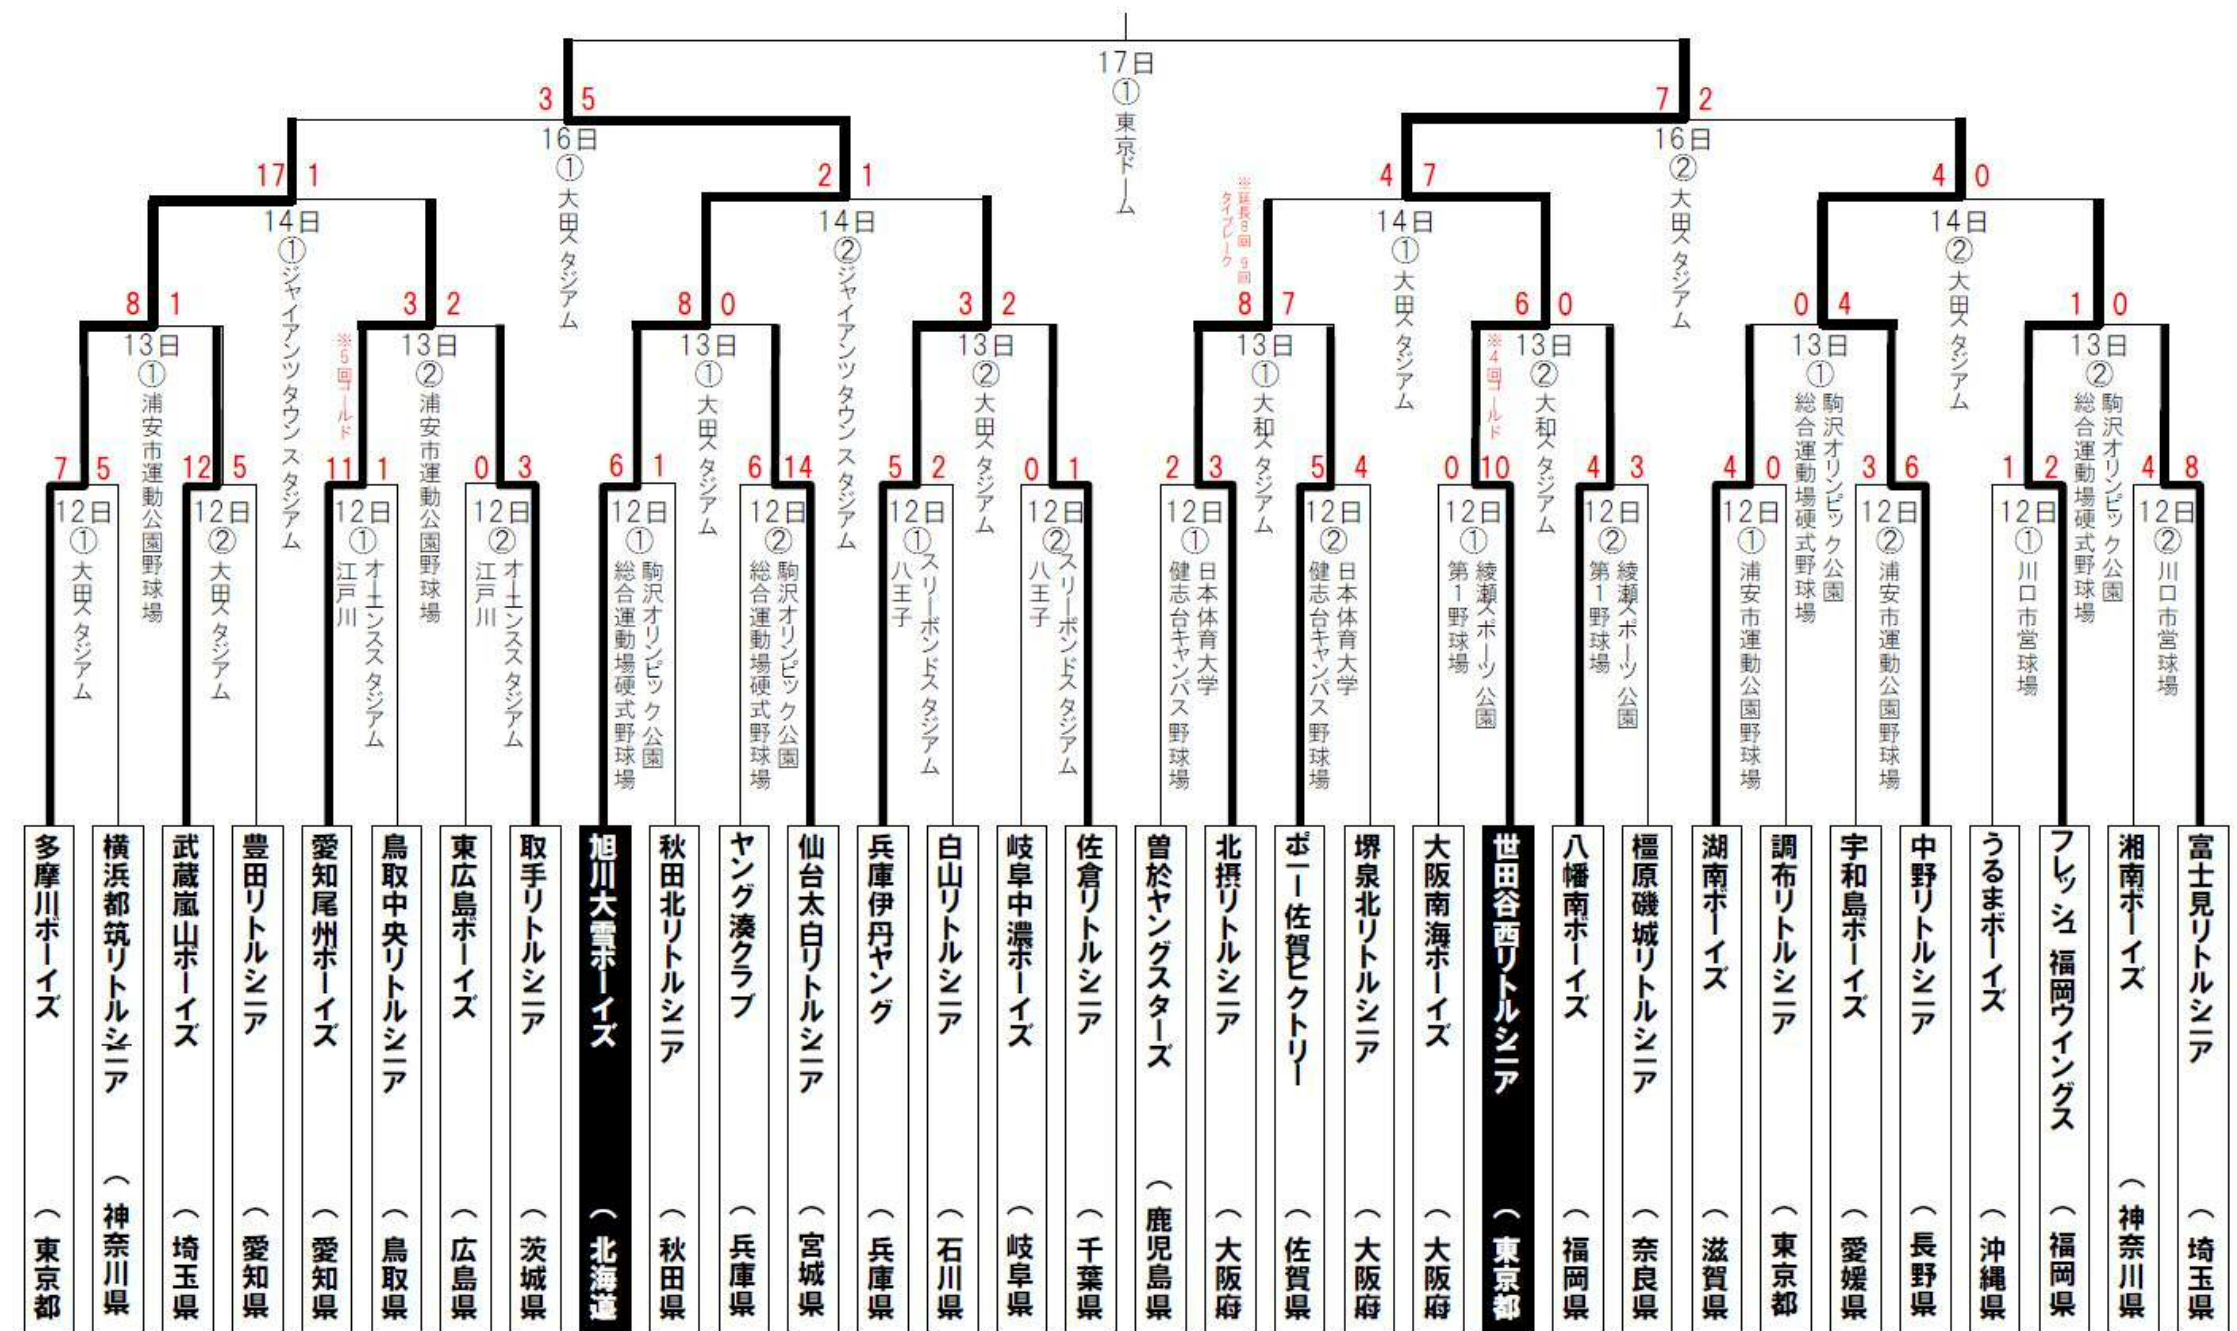 17日
①
東京ドーム
3 5
7 2
16日
①
大田スタジアム
16日
②
大田スタジアム
17 1
2 1
4 7
4 0
14日
①
ジャイアンツタウンスタジアム
14日
②
ジャイアンツタウンスタジアム
※延長8回 9回
タイブレーク
14日
①
大田スタジアム
14日
②
大田スタジアム
8 1
3 2
8 0
3 2
8 7
6 0
0 4
1 0
13日
①
浦安市運動公園野球場
※5回コールド
13日
②
浦安市運動公園野球場
13日
①
大田スタジアム
13日
②
大田スタジアム
13日
①
大和スタジアム
※4回コールド
13日
②
大和スタジアム
13日
①
駒沢オリンピック公園
総合運動場硬式野球場
13日
②
駒沢オリンピック公園
総合運動場硬式野球場
7 5
12 5
11 1
0 3
6 1
6 14
5 2
0 1
2 3
5 4
0 10
4 3
4 0
3 6
1 2
4 8
12日
①
大田スタジアム
12日
②
大田スタジアム
12日
①
オーエンススタジアム
江戸川
12日
②
オーエンススタジアム
江戸川
12日
①
駒沢オリンピック公園
総合運動場硬式野球場
12日
②
駒沢オリンピック公園
総合運動場硬式野球場
12日
①
スリーボンドスタジアム
八王子
12日
②
スリーボンドスタジアム
八王子
12日
①
日本体育大学
健志台キャンパス野球場
12日
②
日本体育大学
健志台キャンパス野球場
12日
①
綾瀬スポーツ公園
第1野球場
12日
②
綾瀬スポーツ公園
第1野球場
12日
①
浦安市運動公園野球場
12日
②
浦安市運動公園野球場
12日
①
川口市営球場
12日
②
川口市営球場
多摩川ボーイズ （東京都
横浜都筑リトルシニア （神奈川県
武蔵嵐山ボーイズ （埼玉県
豊田リトルシニア （愛知県
愛知尾州ボーイズ （愛知県
鳥取中央リトルシニア （鳥取県
東広島ボーイズ （広島県
取手リトルシニア （茨城県
旭川大雪ボーイズ （北海道
秋田北リトルシニア （秋田県
ヤング湊クラブ （兵庫県
仙台太白リトルシニア （宮城県
兵庫伊丹ヤング （兵庫県
白山リトルシニア （石川県
岐阜中濃ボーイズ （岐阜県
佐倉リトルシニア （千葉県
曽於ヤングスターズ （鹿児島県
北摂リトルシニア （大阪府
ポニー佐賀ビクトリー （佐賀県
堺泉北リトルシニア （大阪府
大阪南海ボーイズ （大阪府
世田谷西リトルシニア （東京都
八幡南ボーイズ （福岡県
橿原磯城リトルシニア （奈良県
湖南ボーイズ （滋賀県
調布リトルシニア （東京都
宇和島ボーイズ （愛媛県
中野リトルシニア （長野県
うるまボーイズ （沖縄県
フレッシュ福岡ウイングス （福岡県
湘南ボーイズ （神奈川県
富士見リトルシニア （埼玉県